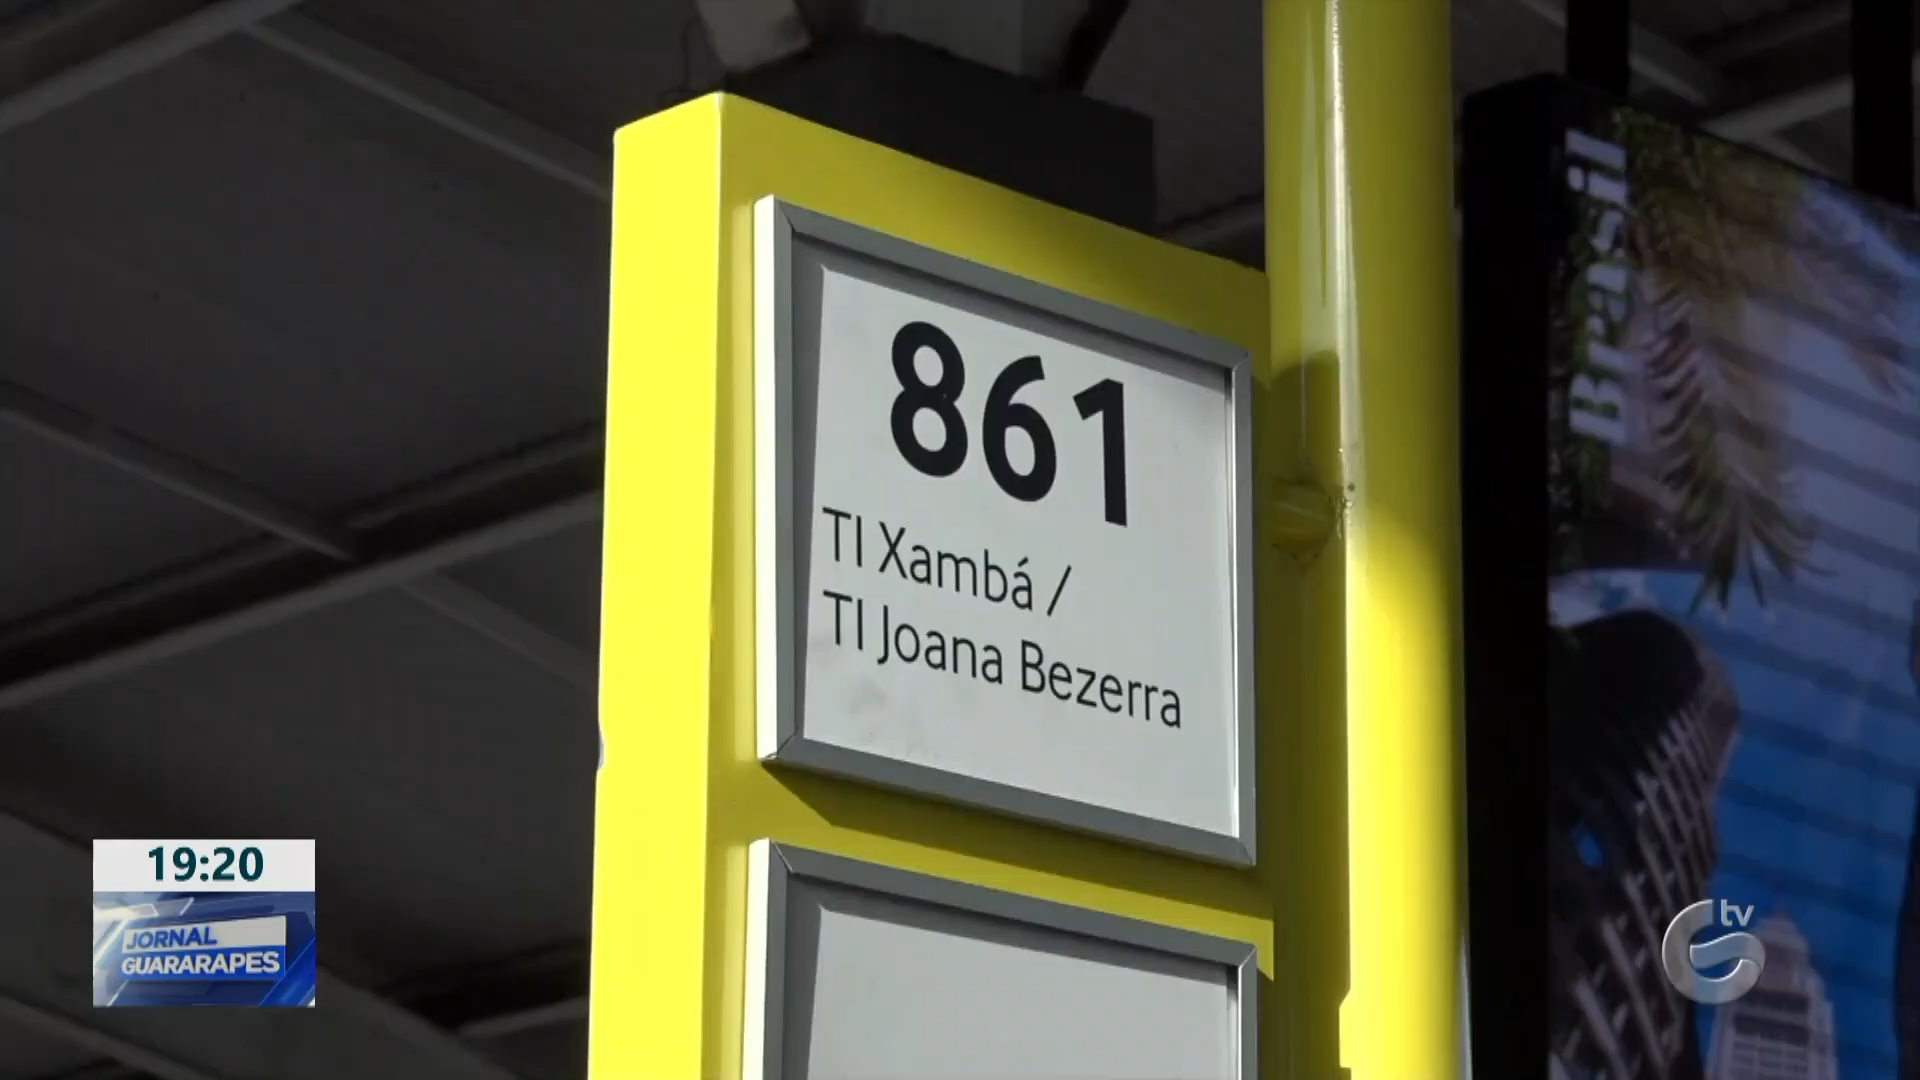 861
TI Xambá /
TI Joana Bezerra
Brasil
19:20
JORNAL
GUARARAPES
tv